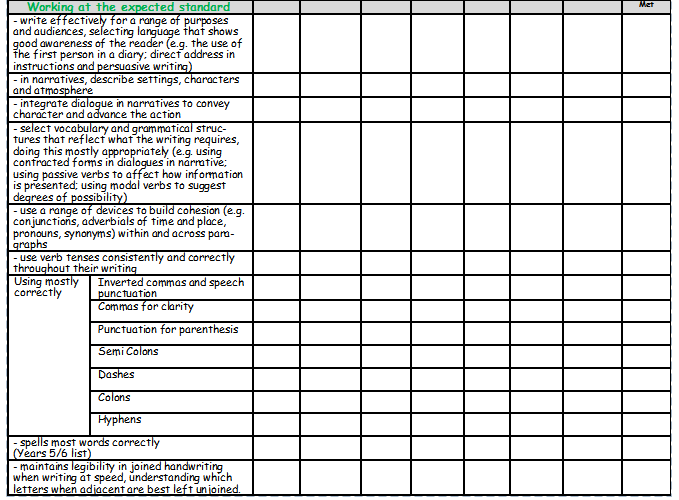 Working at the expected standard
Met
- write effectively for a range of purposes
and audiences, selecting language that shows
good awareness of the reader (e.g. the use of
the first person in a diary; direct address in
instructions and persuasive writing)
- in narratives, describe settings, characters
and atmosphere
- integrate dialogue in narratives to convey
character and advance the action
- select vocabulary and grammatical struc-
tures that reflect what the writing requires,
doing this mostly appropriately (e.g. using
contracted forms in dialogues in narrative;
using passive verbs to affect how information
is presented; using modal verbs to suggest
degrees of possibility)
- use a range of devices to build cohesion (e.g.
conjunctions, adverbials of time and place,
pronouns, synonyms) within and across para-
graphs
- use verb tenses consistently and correctly
throughout their writing
Using mostly
correctly
Inverted commas and speech
punctuation
Commas for clarity
Punctuation for parenthesis
Semi Colons
Dashes
Colons
Hyphens
- spells most words correctly
(Years 5/6 list)
- maintains legibility in joined handwriting
when writing at speed, understanding which
letters when adjacent are best left unjoined.